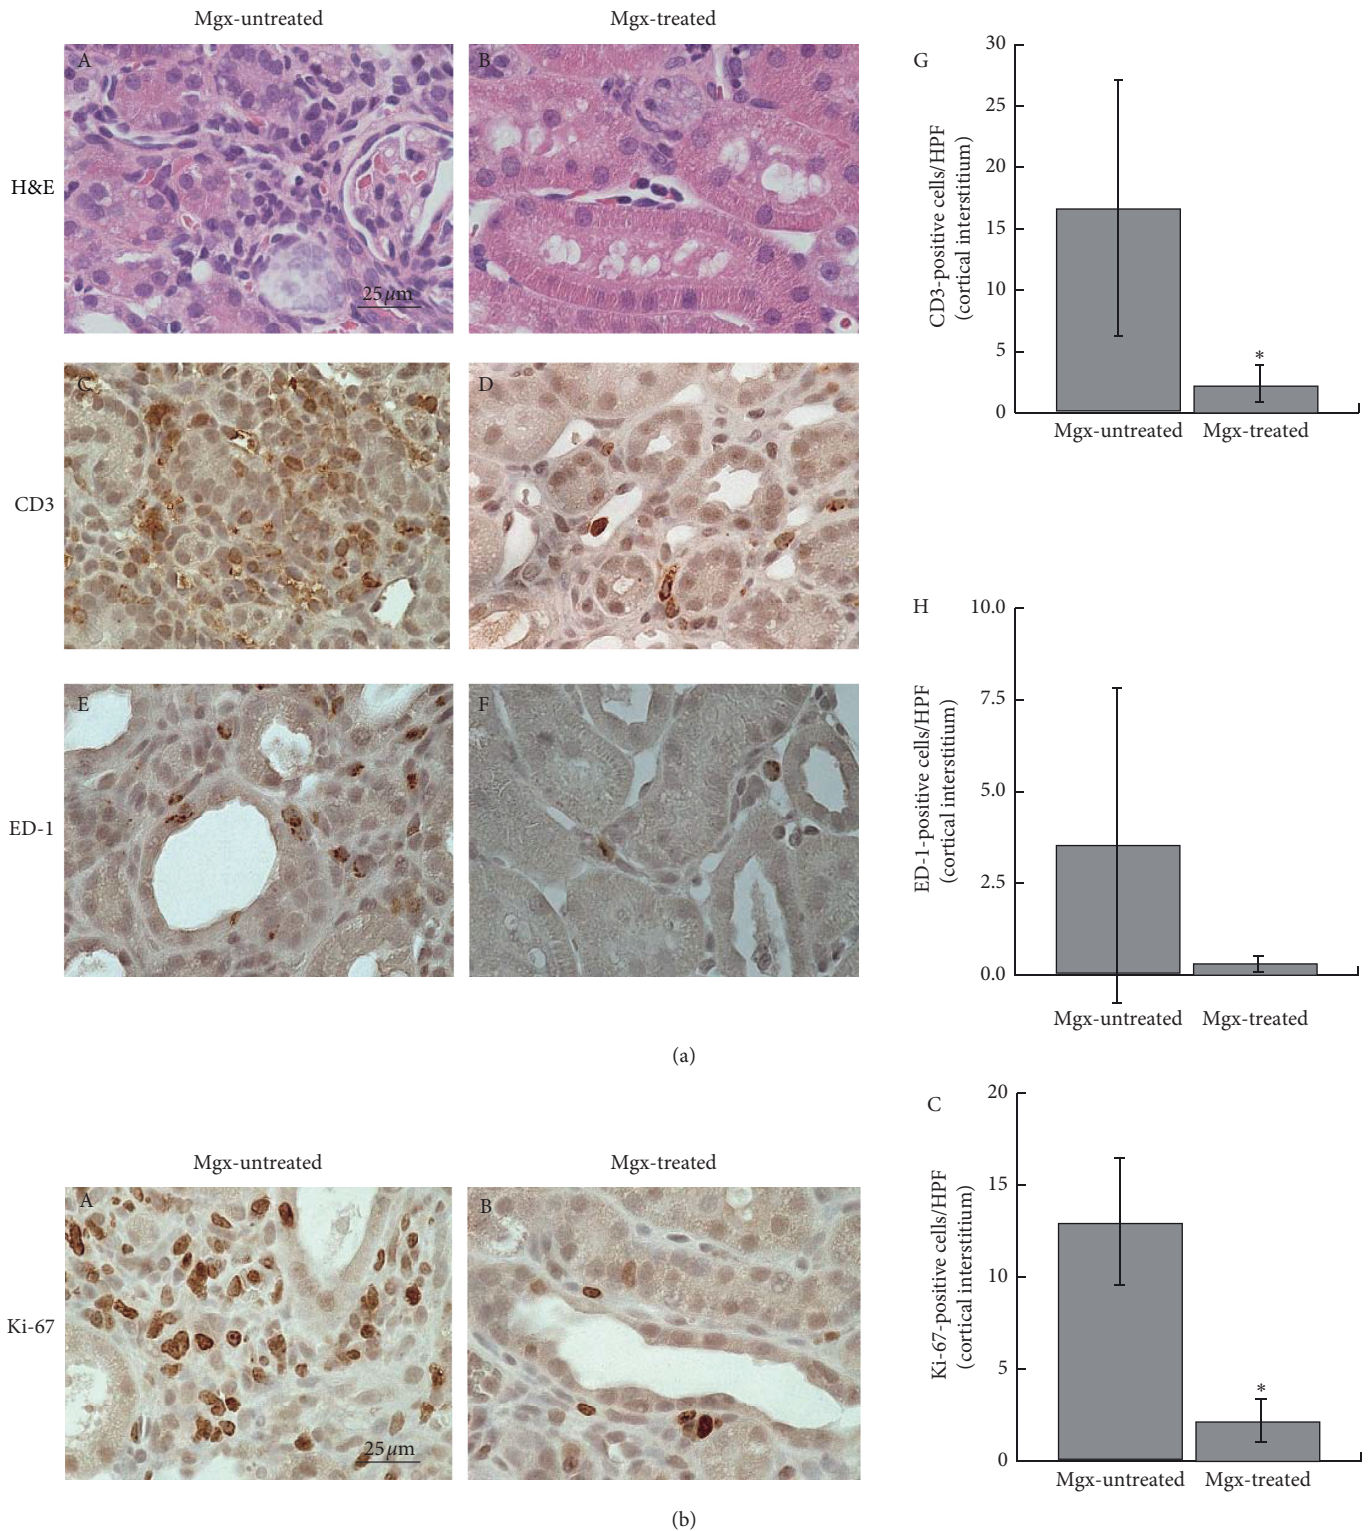 Mgx-untreated
Mgx-treated
H&E
A
25 μm
B
CD3
C
D
ED-1
E
F
G
CD3-positive cells/HPF
(cortical interstitium)
30
25
20
15
10
5
0
*
Mgx-untreated
Mgx-treated
H
ED-1-positive cells/HPF
(cortical interstitium)
10.0
7.5
5.0
2.5
0.0
Mgx-untreated
Mgx-treated
(a)
Mgx-untreated
Mgx-treated
Ki-67
A
25 μm
B
C
Ki-67-positive cells/HPF
(cortical interstitium)
20
15
10
5
0
*
Mgx-untreated
Mgx-treated
(b)